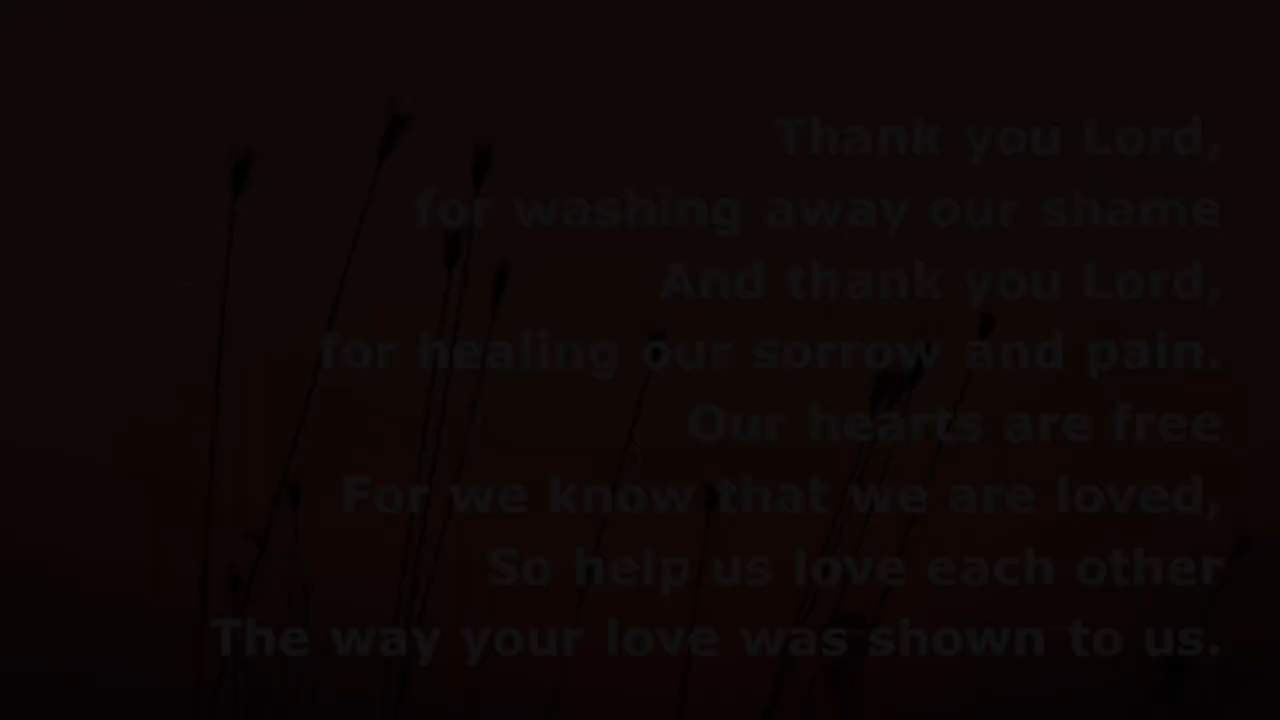 Thank you Lord,
for washing away our shame
And thank you Lord,
for healing our sorrow and pain.
Our hearts are free
For we know that we are loved,
So help us love each other
The way your love was shown to us.